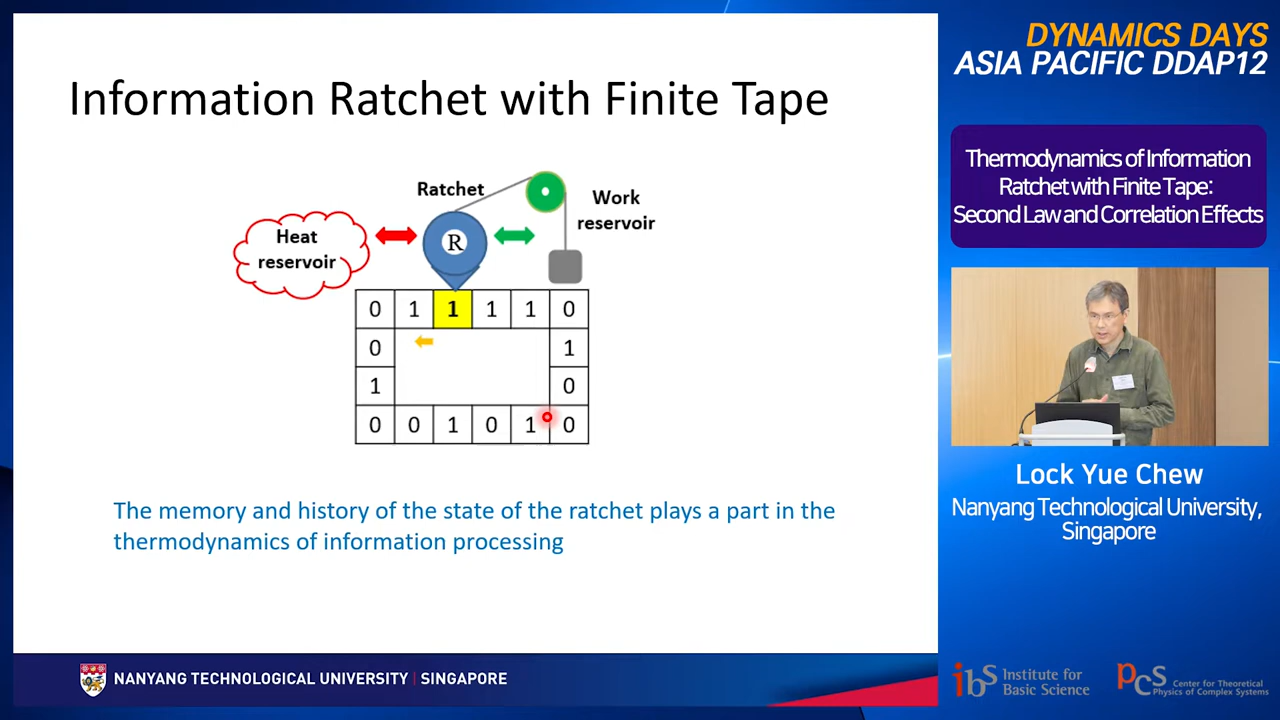 Information Ratchet with Finite Tape
Ratchet
Work
reservoir
Heat
reservoir
R
0 1 1 1 1 0
0 1
1 0
0 0 1 0 1 0
The memory and history of the state of the ratchet plays a part in the
thermodynamics of information processing
NANYANG TECHNOLOGICAL UNIVERSITY | SINGAPORE
DYNAMICS DAYS
ASIA PACIFIC DDAP12
Thermodynamics of Information
Ratchet with Finite Tape:
Second Law and Correlation Effects
Lock Yue Chew
Nanyang Technological University,
Singapore
ibS Institute for
Basic Science
PCS Center for Theoretical
Physics of Complex Systems